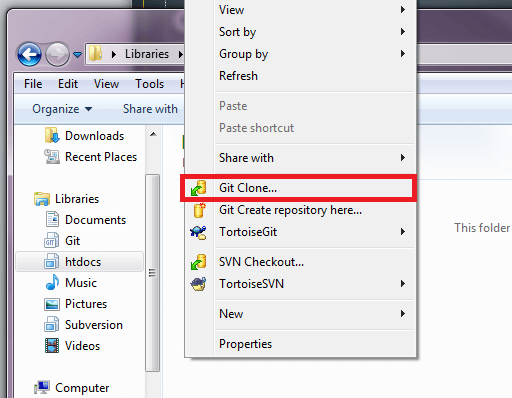 View
Sort by
Group by
Refresh
Paste
Paste shortcut
Share with
Git Clone...
Git Create repository here...
TortoiseGit
SVN Checkout...
TortoiseSVN
New
Properties
Libraries
File Edit View Tools
Organize Share with
Downloads
Recent Places
Libraries
Documents
Git
htdocs
Music
Pictures
Subversion
Videos
Computer
This folder